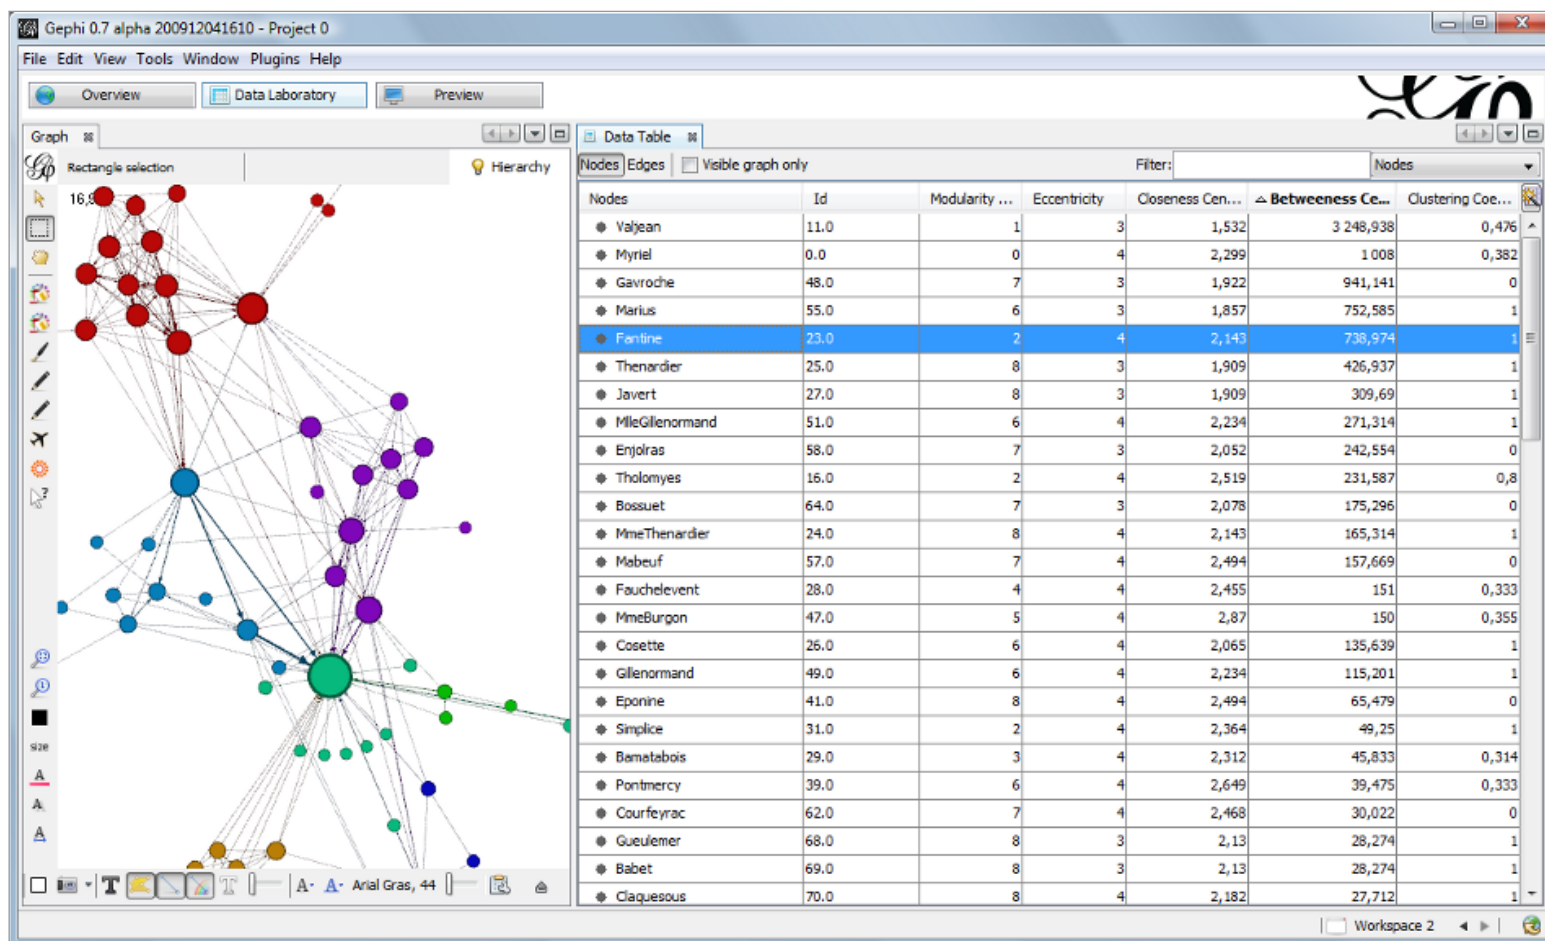 Gephi 0.7 alpha 200912041610 - Project 0
File Edit View Tools Window Plugins Help
Overview Data Laboratory Preview
Graph Data Table
Rectangle selection Hierarchy Nodes Edges Visible graph only Filter: Nodes
Nodes Id Modularity ... Eccentricity Closeness Cen... Betweeness Ce... Clustering Coe...
16,9
Valjean 11.0 1 3 1,532 3 248,938 0,476
Myriel 0.0 0 4 2,299 1 008 0,382
Gavroche 48.0 7 3 1,922 941,141 0
Marius 55.0 6 3 1,857 752,585 1
Fantine 23.0 2 4 2,143 738,974 1
Thenardier 25.0 8 3 1,909 426,937 1
Javert 27.0 8 3 1,909 309,69 1
MlleGillenormand 51.0 6 4 2,234 271,314 1
Enjolras 58.0 7 3 2,052 242,554 0
Tholomyes 16.0 2 4 2,519 231,587 0,8
Bossuet 64.0 7 3 2,078 175,296 0
MmeThenardier 24.0 8 4 2,143 165,314 1
Mabeuf 57.0 7 4 2,494 157,669 0
Fauchelevent 28.0 4 4 2,455 151 0,333
MmeBurgon 47.0 5 4 2,87 150 0,355
Cosette 26.0 6 4 2,065 135,639 1
Gillenormand 49.0 6 4 2,234 115,201 1
Eponine 41.0 8 4 2,494 65,479 0
Simplice 31.0 2 4 2,364 49,25 1
size
Bamatabois 29.0 3 4 2,312 45,833 0,314
Pontmercy 39.0 6 4 2,649 39,475 0,333
Courfeyrac 62.0 7 4 2,468 30,022 0
Gueulemer 68.0 8 3 2,13 28,274 1
Babet 69.0 8 3 2,13 28,274 1
Claquesous 70.0 8 4 2,182 27,712 1
T T A- A- Arial Gras, 44
Workspace 2